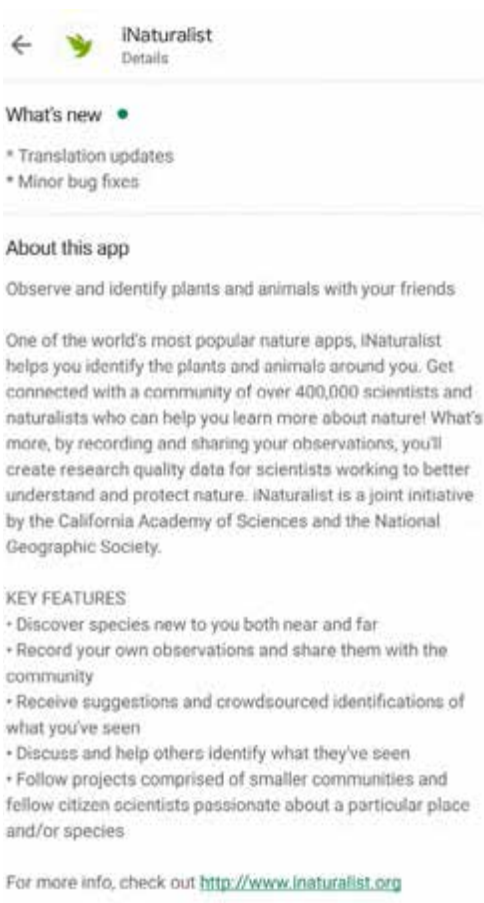 iNaturalist
Details
What's new
* Translation updates
* Minor bug fixes
About this app
Observe and identify plants and animals with your friends
One of the world's most popular nature apps, iNaturalist
helps you identify the plants and animals around you. Get
connected with a community of over 400,000 scientists and
naturalists who can help you learn more about nature! What's
more, by recording and sharing your observations, you'll
create research quality data for scientists working to better
understand and protect nature. iNaturalist is a joint initiative
by the California Academy of Sciences and the National
Geographic Society.
KEY FEATURES
• Discover species new to you both near and far
• Record your own observations and share them with the
community
• Receive suggestions and crowdsourced identifications of
what you've seen
• Discuss and help others identify what they've seen
• Follow projects comprised of smaller communities and
fellow citizen scientists passionate about a particular place
and/or species
For more info, check out http://www.inaturalist.org